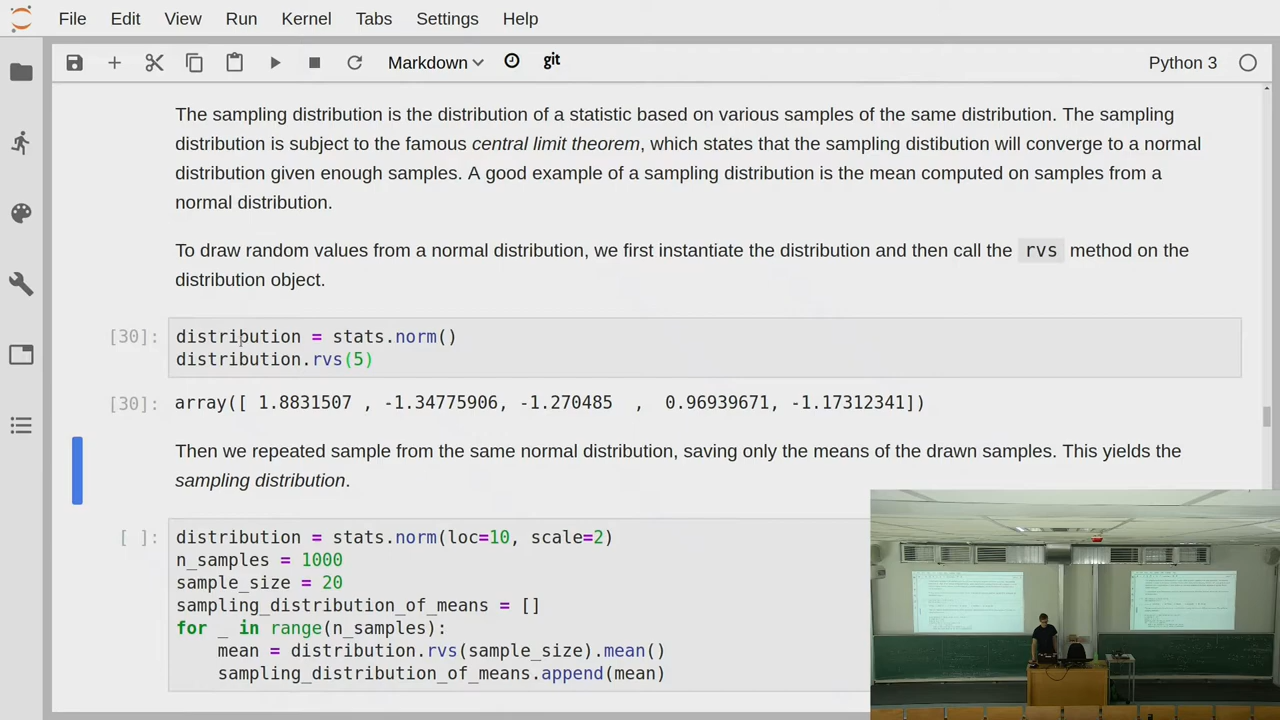 File Edit View Run Kernel Tabs Settings Help
Markdown git Python 3
The sampling distribution is the distribution of a statistic based on various samples of the same distribution. The sampling
distribution is subject to the famous central limit theorem, which states that the sampling distibution will converge to a normal
distribution given enough samples. A good example of a sampling distribution is the mean computed on samples from a
normal distribution.
To draw random values from a normal distribution, we first instantiate the distribution and then call the rvs method on the
distribution object.
[30]: distribution = stats.norm()
distribution.rvs(5)
[30]: array([ 1.8831507 , -1.34775906, -1.270485 , 0.96939671, -1.17312341])
Then we repeated sample from the same normal distribution, saving only the means of the drawn samples. This yields the
sampling distribution.
[ ]: distribution = stats.norm(loc=10, scale=2)
n_samples = 1000
sample_size = 20
sampling_distribution_of_means = []
for _ in range(n_samples):
    mean = distribution.rvs(sample_size).mean()
    sampling_distribution_of_means.append(mean)